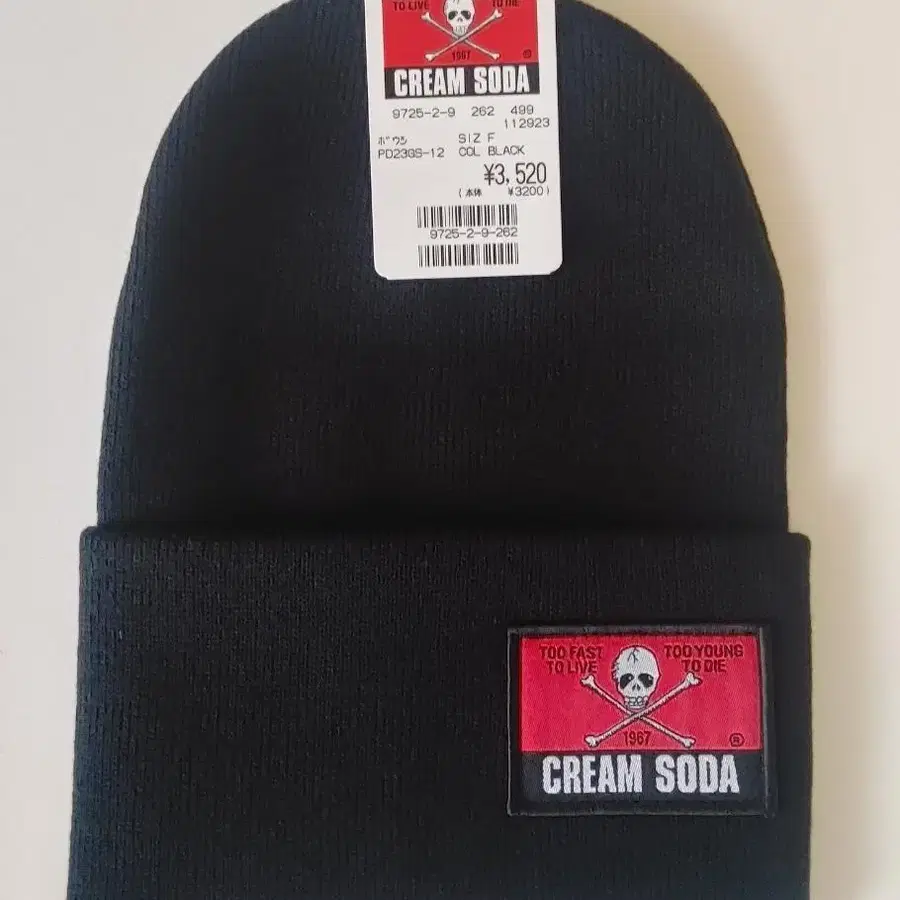 TO LIVE TO DIE
1967 ®
CREAM SODA
9725-2-9 262 499
112923
ボウシ SIZ F
PD23GS-12 COL BLACK
¥3,520
(本体 ¥3200)
9725-2-9-262
TOO FAST TOO YOUNG
TO LIVE TO DIE
1967 ®
CREAM SODA